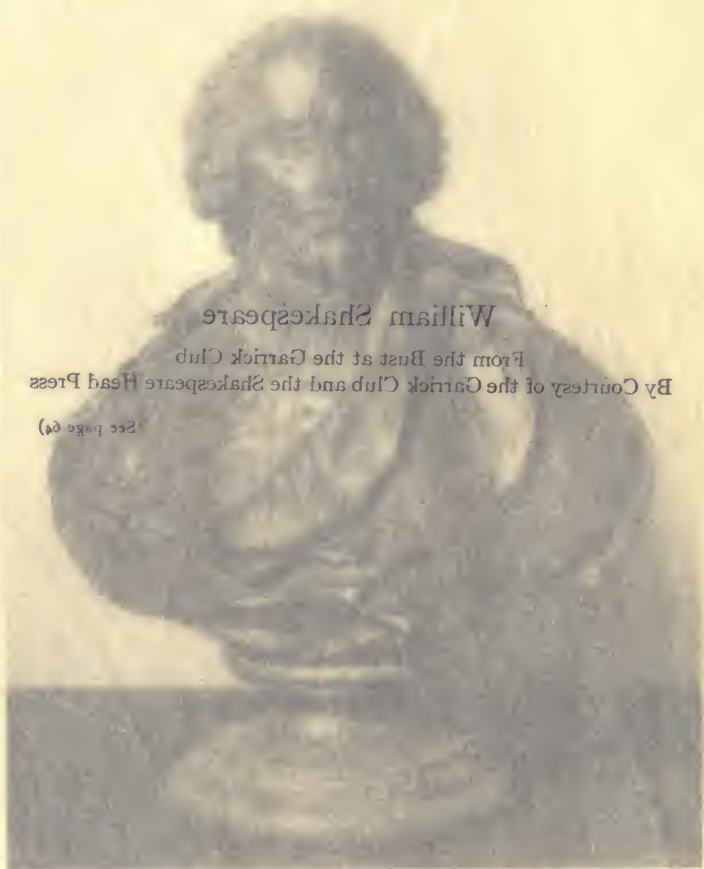 William Shakespeare
From the Bust at the Garrick Club
By Courtesy of the Garrick Club and the Shakespeare Head Press
(See page 64)